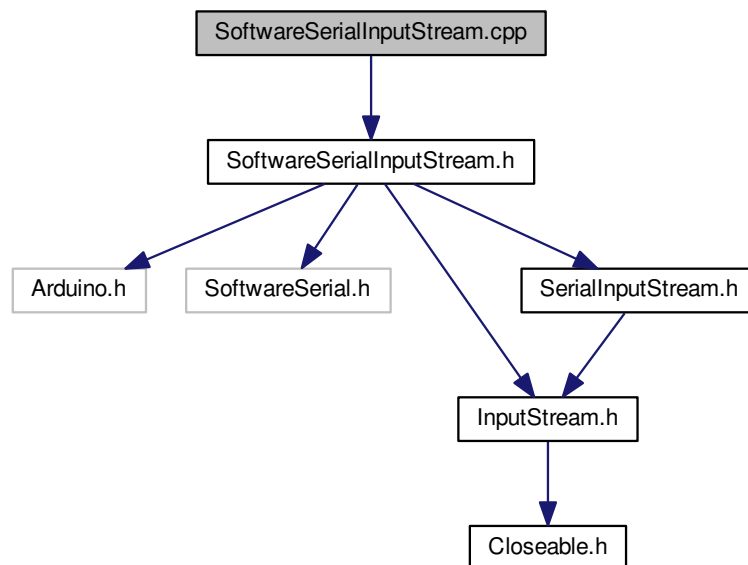 SoftwareSerialInputStream.cpp
SoftwareSerialInputStream.h
Arduino.h
SoftwareSerial.h
SerialInputStream.h
InputStream.h
Closeable.h